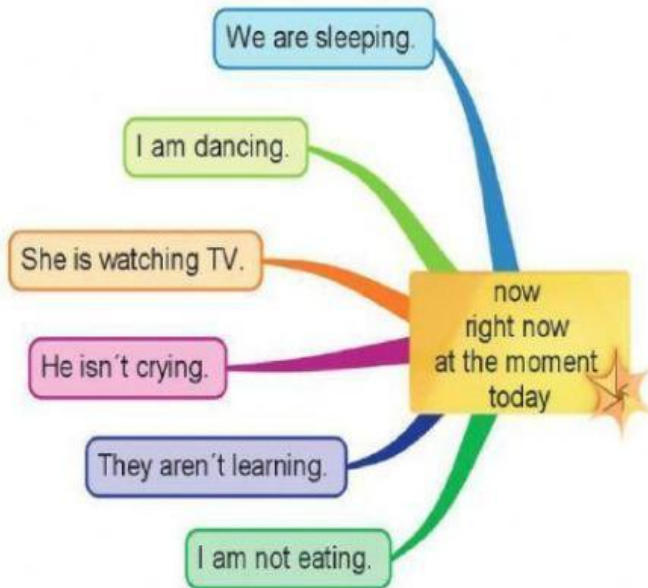 We are sleeping.
I am dancing.
She is watching TV.
He isn´t crying.
They aren´t learning.
I am not eating.
now
right now
at the moment
today